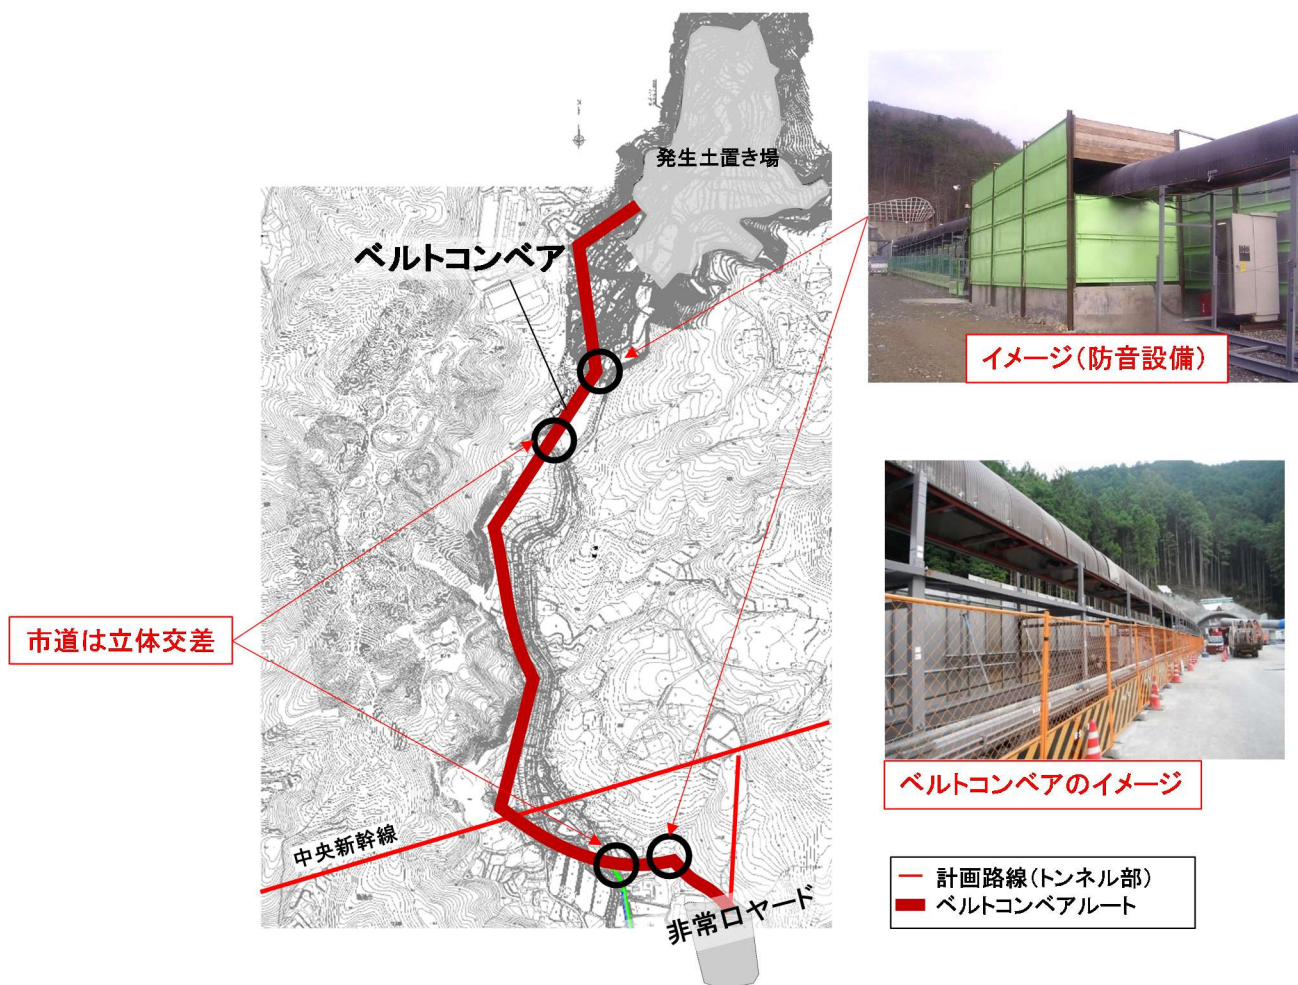 発生土置き場
ベルトコンベア
イメージ(防音設備)
市道は立体交差
ベルトコンベアのイメージ
中央新幹線
非常口ヤード
計画路線(トンネル部)
ベルトコンベアルート